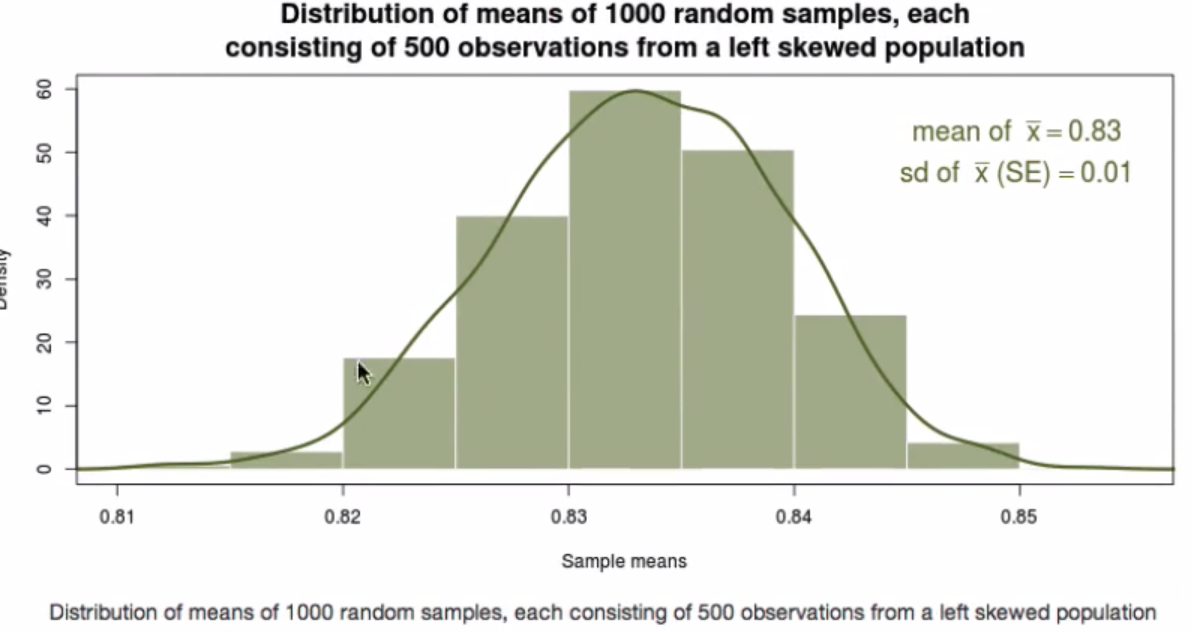 Distribution of means of 1000 random samples, each
consisting of 500 observations from a left skewed population
60
50
40
30
20
10
0
Density
mean of x̅ = 0.83
sd of x̅ (SE) = 0.01
0.81 0.82 0.83 0.84 0.85
Sample means
Distribution of means of 1000 random samples, each consisting of 500 observations from a left skewed population